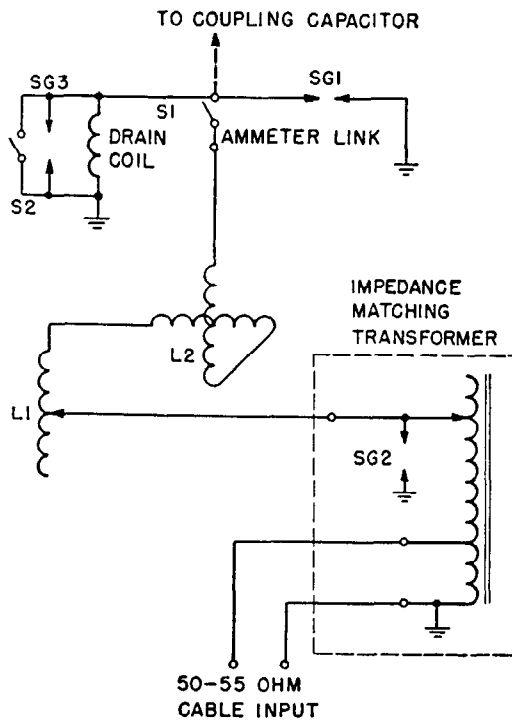 TO COUPLING CAPACITOR
SG3
SG1
S1
DRAIN
COIL
AMMETER LINK
S2
IMPEDANCE
MATCHING
TRANSFORMER
L2
L1
SG2
50-55 OHM
CABLE INPUT